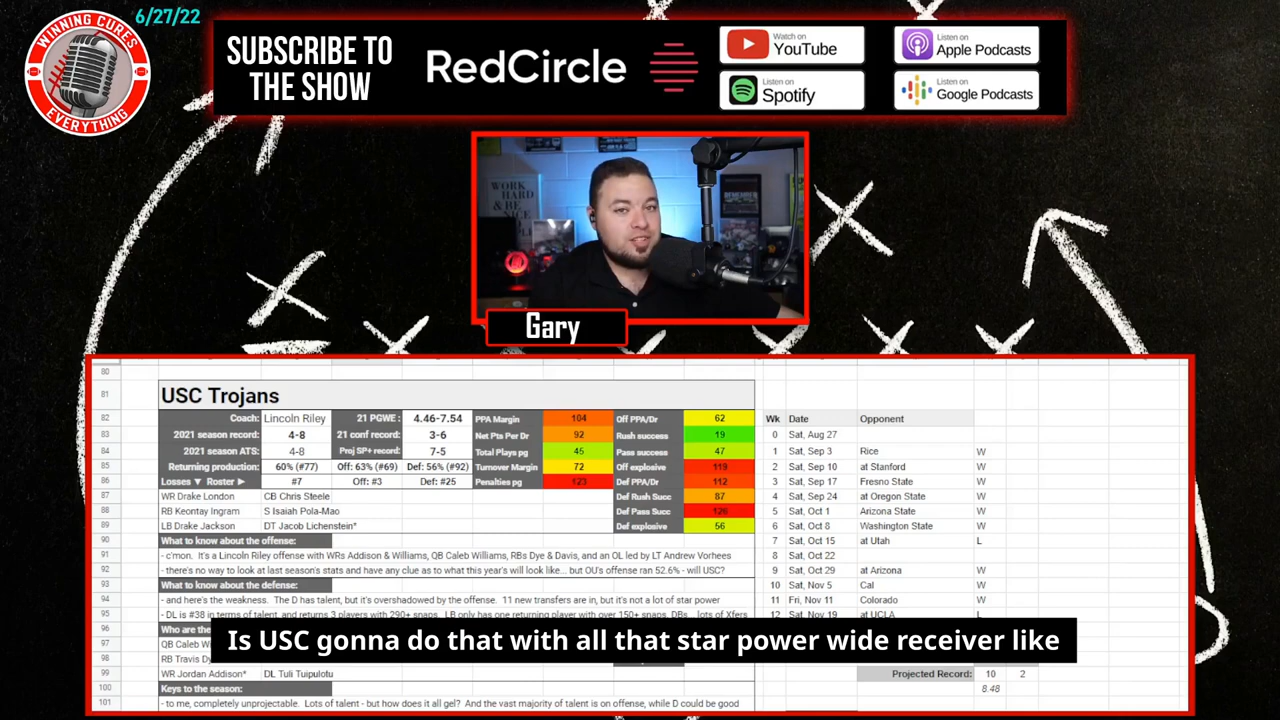 6/27/22
WINNING CURES
EVERYTHING
SUBSCRIBE TO
THE SHOW
RedCircle
Watch on
YouTube
Listen on
Spotify
Listen on
Apple Podcasts
Listen on
Google Podcasts
WORK
HARD
& BE
NICE
Gary
80
81 USC Trojans
82 Coach: Lincoln Riley 21 PGWE : 4.46-7.54 PPA Margin 104 Off PPA/Dr 62 Wk Date Opponent
83 2021 season record: 4-8 21 conf record: 3-6 Net Pts Per Dr 92 Rush success 19 0 Sat, Aug 27
84 2021 season ATS: 4-8 Proj SP+ record: 7-5 Total Plays pg 45 Pass success 47 1 Sat, Sep 3 Rice W
85 Returning production: 60% (#77) Off: 63% (#69) Def: 56% (#92) Turnover Margin 72 Off explosive 119 2 Sat, Sep 10 at Stanford W
86 Losses ▼ Roster ► #7 Off: #3 Def: #25 Penalties pg 123 Def PPA/Dr 112 3 Sat, Sep 17 Fresno State W
87 WR Drake London CB Chris Steele Def Rush Succ 87 4 Sat, Sep 24 at Oregon State W
88 RB Keontay Ingram S Isaiah Pola-Mao Def Pass Succ 126 5 Sat, Oct 1 Arizona State W
89 LB Drake Jackson DT Jacob Lichenstein* Def explosive 56 6 Sat, Oct 8 Washington State W
90 What to know about the offense: 7 Sat, Oct 15 at Utah L
91 - c'mon. It's a Lincoln Riley offense with WRs Addison & Williams, QB Caleb Williams, RBs Dye & Davis, and an OL led by LT Andrew Vorhees 8 Sat, Oct 22
92 - there's no way to look at last season's stats and have any clue as to what this year's will look like... but OU's offense ran 52.6% - will USC? 9 Sat, Oct 29 at Arizona W
93 What to know about the defense: 10 Sat, Nov 5 Cal W
94 - and here's the weakness. The D has talent, but it's overshadowed by the offense. 11 new transfers are in, but it's not a lot of star power 11 Fri, Nov 11 Colorado W
95 - DL is #38 in terms of talent, and returns 3 players with 290+ snaps. LB only has one returning player with over 150+ snaps. DBs... lots of Xfers 12 Sat, Nov 19 at UCLA L
96 Who are the
97 QB Caleb W
98 RB Travis Dy
Is USC gonna do that with all that star power wide receiver like
99 WR Jordan Addison* DL Tuli Tuipulotu Projected Record: 10 2
100 Keys to the season: 8.48
101 - to me, completely unprojectable. Lots of talent - but how does it all gel? And the vast majority of talent is on offense, while D could be good